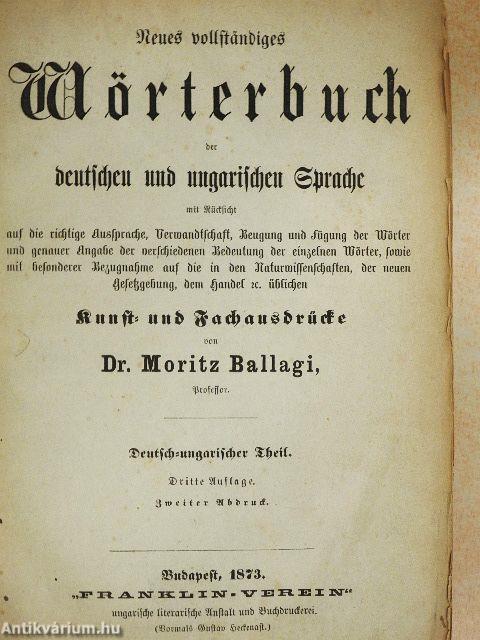 Neues vollständiges
Wörterbuch
der
deutschen und ungarischen Sprache
mit Rücksicht
auf die richtige Aussprache, Verwandtschaft, Beugung und Fügung der Wörter
und genauer Angabe der verschiedenen Bedeutung der einzelnen Wörter, sowie
mit besonderer Bezugnahme auf die in den Naturwissenschaften, der neuen
Gesetzgebung, dem Handel ꝛc. üblichen
Kunst- und Fachausdrücke
von
Dr. Moritz Ballagi,
Professor.
Deutsch-ungarischer Theil.
Dritte Auflage.
Zweiter Abdruck.
Budapest, 1873.
„FRANKLIN-VEREIN"
ungarische literarische Anstalt und Buchdruckerei.
(Vormals Gustav Heckenast.)
Antikvárium.hu